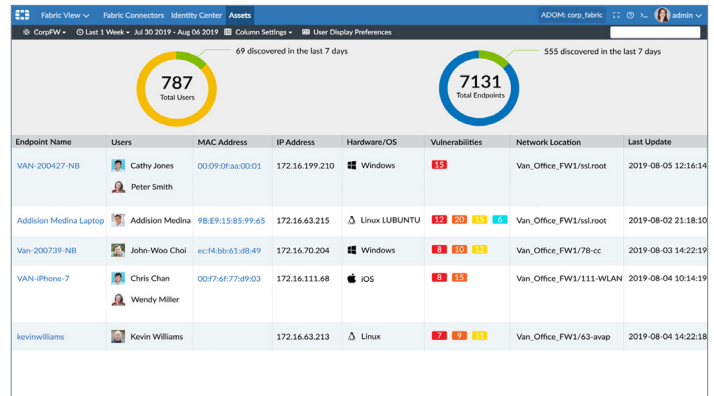 Fabric View Fabric Connectors Identity Center Assets ADOM: corp_fabric admin
CorpFW Last 1 Week Jul 30 2019 - Aug 06 2019 Column Settings User Display Preferences
69 discovered in the last 7 days
555 discovered in the last 7 days
787
Total Users
7131
Total Endpoints
Endpoint Name Users MAC Address IP Address Hardware/OS Vulnerabilities Network Location Last Update
VAN-200427-NB Cathy Jones 00:09:0f:aa:00:01 172.16.199.210 Windows 15 Van_Office_FW1/ssl.root 2019-08-05 12:16:14
Peter Smith
Addision Medina Laptop Addision Medina 9B:E9:15:85:99:65 172.16.63.215 Linux LUBUNTU 12 20 15 6 Van_Office_FW1/ssl.root 2019-08-02 21:18:10
Van-200739-NB John-Woo Choi ec:f4:bb:61:d8:49 172.16.70.204 Windows 8 10 12 Van_Office_FW1/78-cc 2019-08-03 14:22:19
VAN-iPhone-7 Chris Chan 00:f7:6f:77:d9:03 172.16.111.68 iOS 8 15 Van_Office_FW1/111-WLAN 2019-08-04 10:14:19
Wendy Miller
kevinwilliams Kevin Williams 172.16.63.213 Linux 7 9 15 Van_Office_FW1/63-avap 2019-08-04 14:22:18